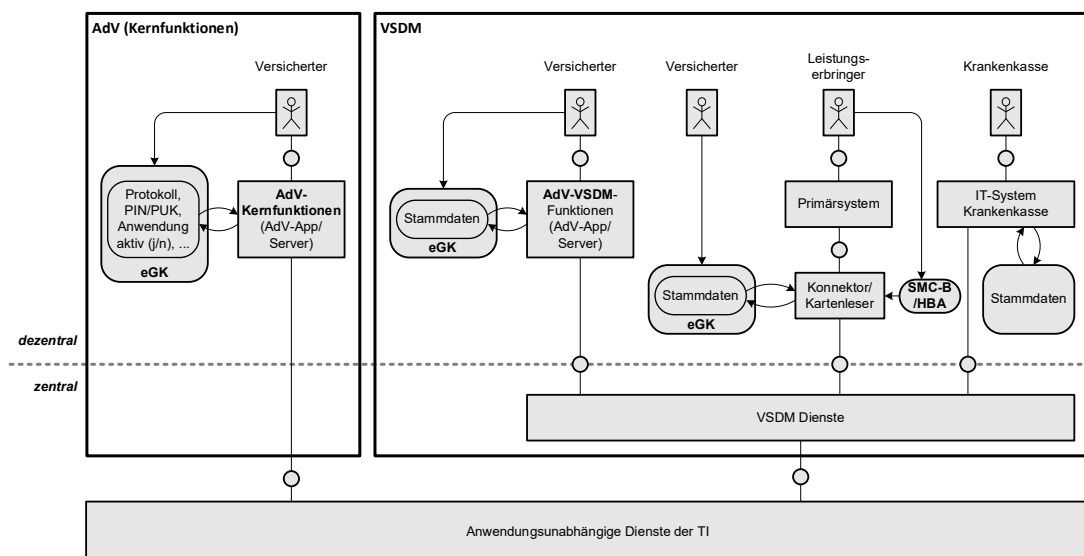 AdV (Kernfunktionen)
VSDM
Versicherter
Versicherter
Versicherter
Leistungs-
erbringer
Krankenkasse
Protokoll,
PIN/PUK,
Anwendung
aktiv (j/n), ...
eGK
AdV-
Kernfunktionen
(AdV-App/
Server)
Stammdaten
eGK
AdV-VSDM-
Funktionen
(AdV-App/
Server)
Primärsystem
IT-System
Krankenkasse
Stammdaten
eGK
Konnektor/
Kartenleser
SMC-B
/HBA
Stammdaten
dezentral
zentral
VSDM Dienste
Anwendungsunabhängige Dienste der TI